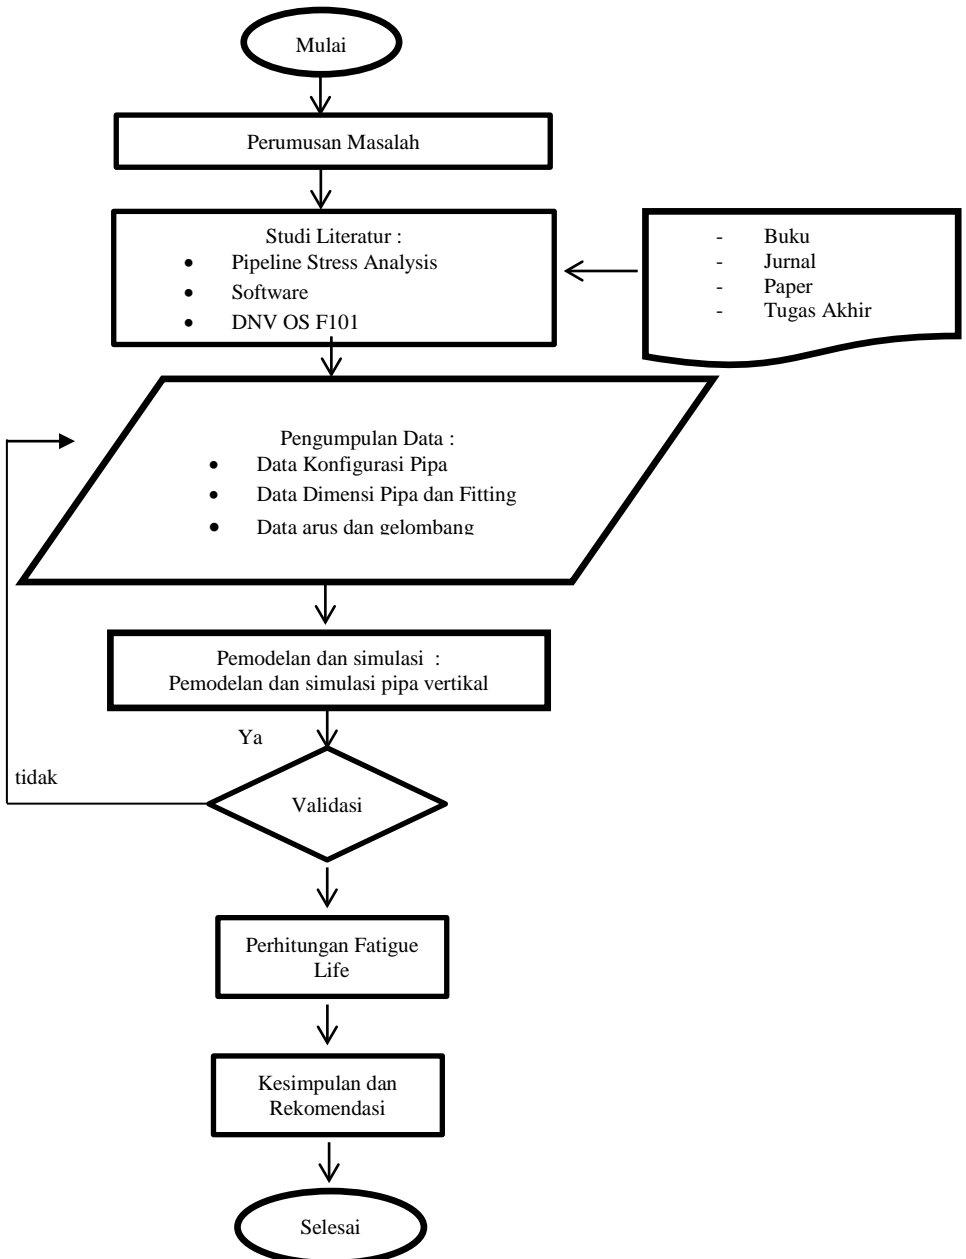 Mulai
Perumusan Masalah
Studi Literatur :
• Pipeline Stress Analysis
• Software
• DNV OS F101
- Buku
- Jurnal
- Paper
- Tugas Akhir
Pengumpulan Data :
• Data Konfigurasi Pipa
• Data Dimensi Pipa dan Fitting
• Data arus dan gelombang
Pemodelan dan simulasi :
Pemodelan dan simulasi pipa vertikal
Ya
tidak
Validasi
Perhitungan Fatigue
Life
Kesimpulan dan
Rekomendasi
Selesai